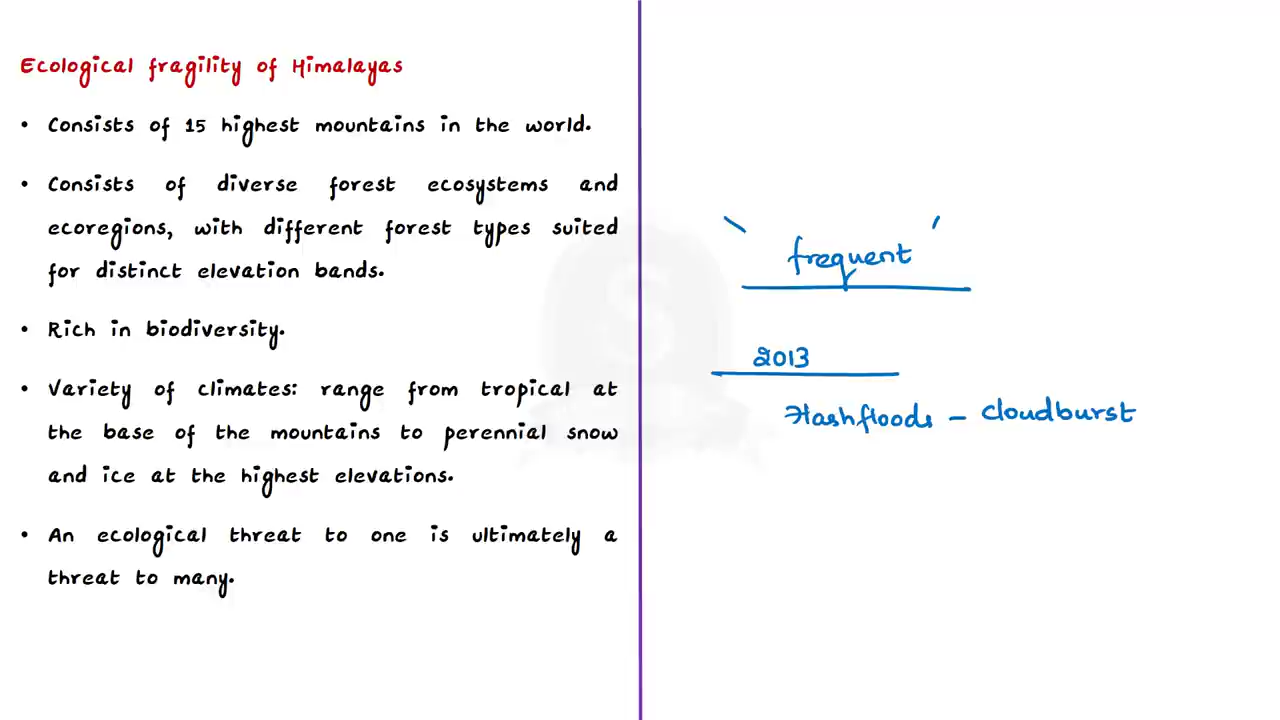 Ecological fragility of Himalayas
• Consists of 15 highest mountains in the world.
• Consists of diverse forest ecosystems and
ecoregions, with different forest types suited
for distinct elevation bands.
• Rich in biodiversity.
• Variety of climates: range from tropical at
the base of the mountains to perennial snow
and ice at the highest elevations.
• An ecological threat to one is ultimately a
threat to many.
frequent
2013
Flashfloods - cloudburst